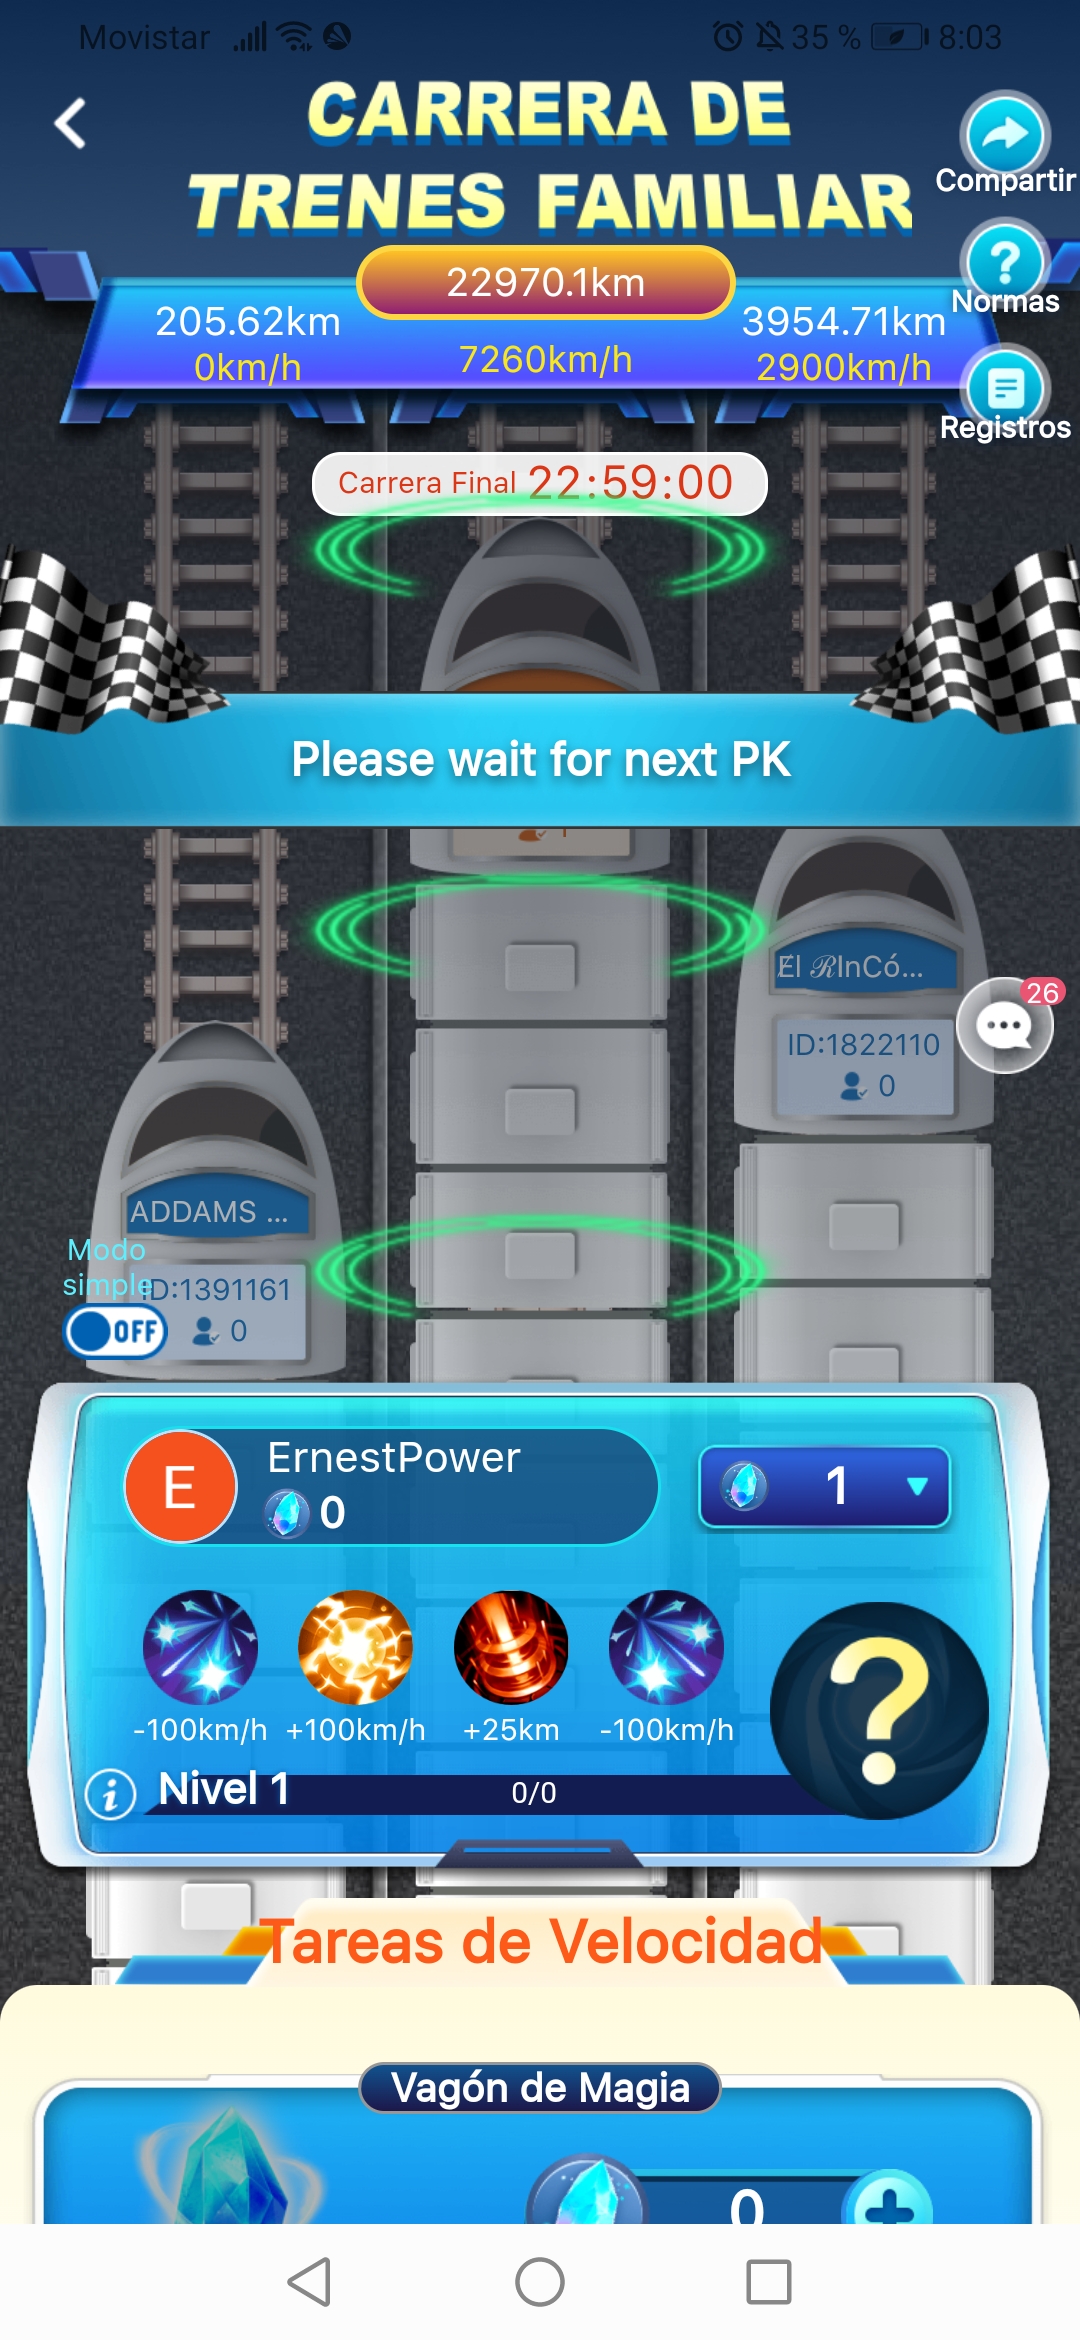 Movistar 35 % 8:03
CARRERA DE
TRENES FAMILIAR
Compartir
Normas
Registros
22970.1km
205.62km
3954.71km
0km/h
7260km/h
2900km/h
Carrera Final 22:59:00
Please wait for next PK
El ℛInCó...
ID:1822110
0
26
ADDAMS ...
ID:1391161
0
Modo
simple
OFF
E
ErnestPower
0
1
-100km/h
+100km/h
+25km
-100km/h
?
Nivel 1
0/0
Tareas de Velocidad
Vagón de Magia
0